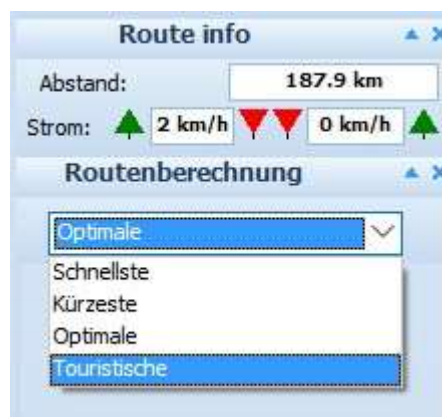 Route info
Abstand: 187.9 km
Strom: 2 km/h 0 km/h
Routenberechnung
Optimale
Schnellste
Kürzeste
Optimale
Touristische